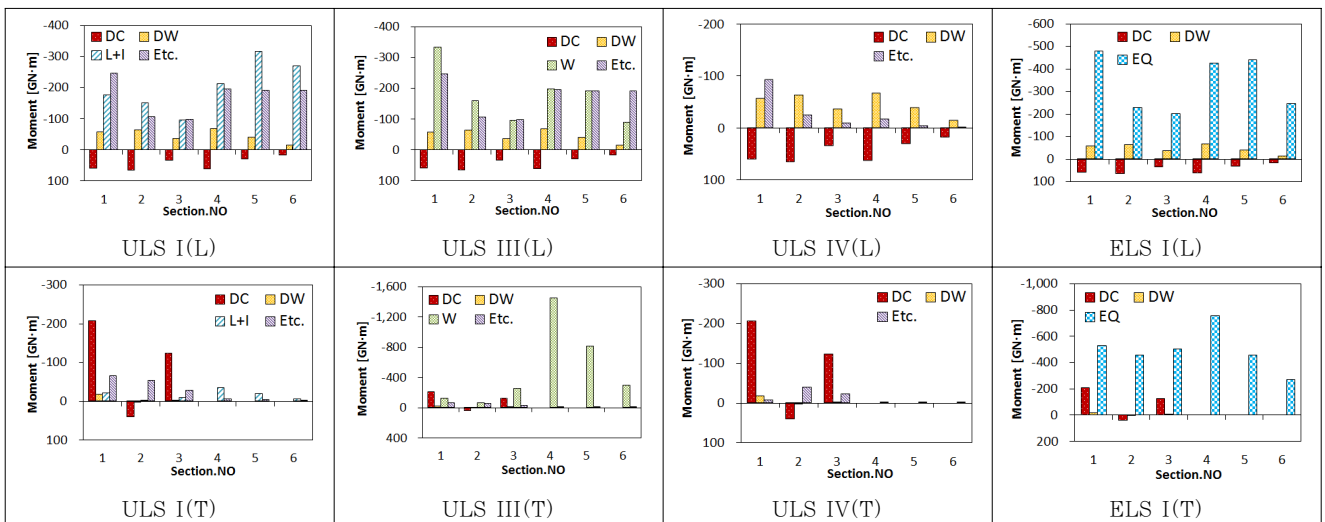 -400
-300
-200
-100
0
100
Moment [GN·m]
DC DW
L+I Etc.
1 2 3 4 5 6
Section.NO
ULS I(L)
-400
-300
-200
-100
0
100
Moment [GN·m]
DC DW
W Etc.
1 2 3 4 5 6
Section.NO
ULS III(L)
-200
-100
0
100
Moment [GN·m]
DC DW
Etc.
1 2 3 4 5 6
Section.NO
ULS IV(L)
-600
-500
-400
-300
-200
-100
0
100
Moment [GN·m]
DC DW
EQ
1 2 3 4 5 6
Section.NO
ELS I(L)
-300
-200
-100
0
100
Moment [GN·m]
DC DW
L+I Etc.
1 2 3 4 5 6
Section.NO
ULS I(T)
-1,600
-1,200
-800
-400
0
400
Moment [GN·m]
DC DW
W Etc.
1 2 3 4 5 6
Section.NO
ULS III(T)
-300
-200
-100
0
100
Moment [GN·m]
DC DW
Etc.
1 2 3 4 5 6
Section.NO
ULS IV(T)
-1,000
-800
-600
-400
-200
0
200
Moment [GN·m]
DC DW
EQ
1 2 3 4 5 6
Section.NO
ELS I(T)